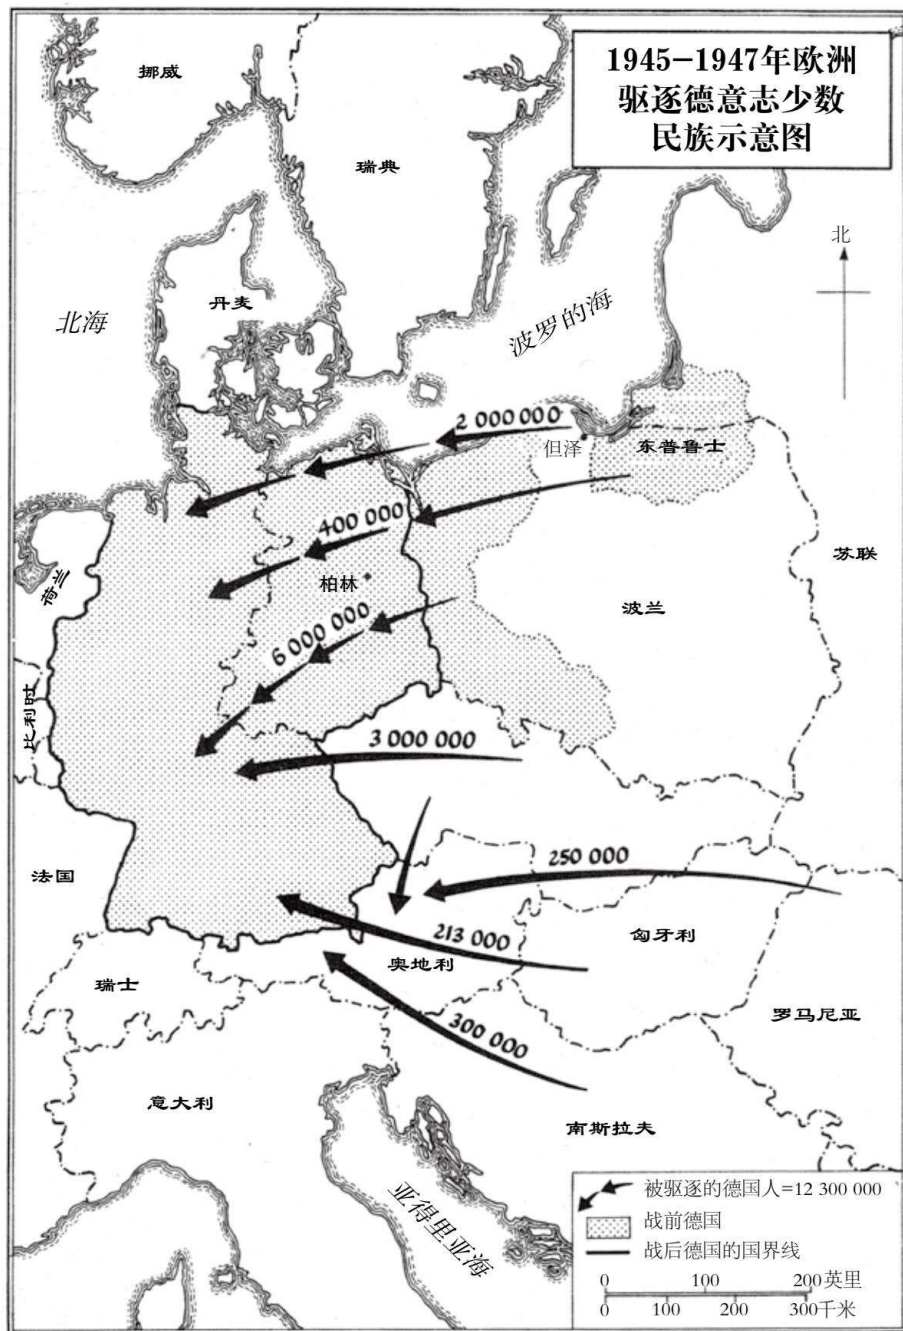 1945–1947年欧洲
驱逐德意志少数
民族示意图
挪威
瑞典
北
丹麦
北海
波罗的海
2 000 000
但泽
东普鲁士
400 000
苏联
荷兰
柏林
波兰
6 000 000
比利时
3 000 000
250 000
法国
213 000
匈牙利
奥地利
瑞士
罗马尼亚
300 000
意大利
南斯拉夫
亚得里亚海
被驱逐的德国人=12 300 000
战前德国
战后德国的国界线
0 100 200英里
0 100 200 300千米